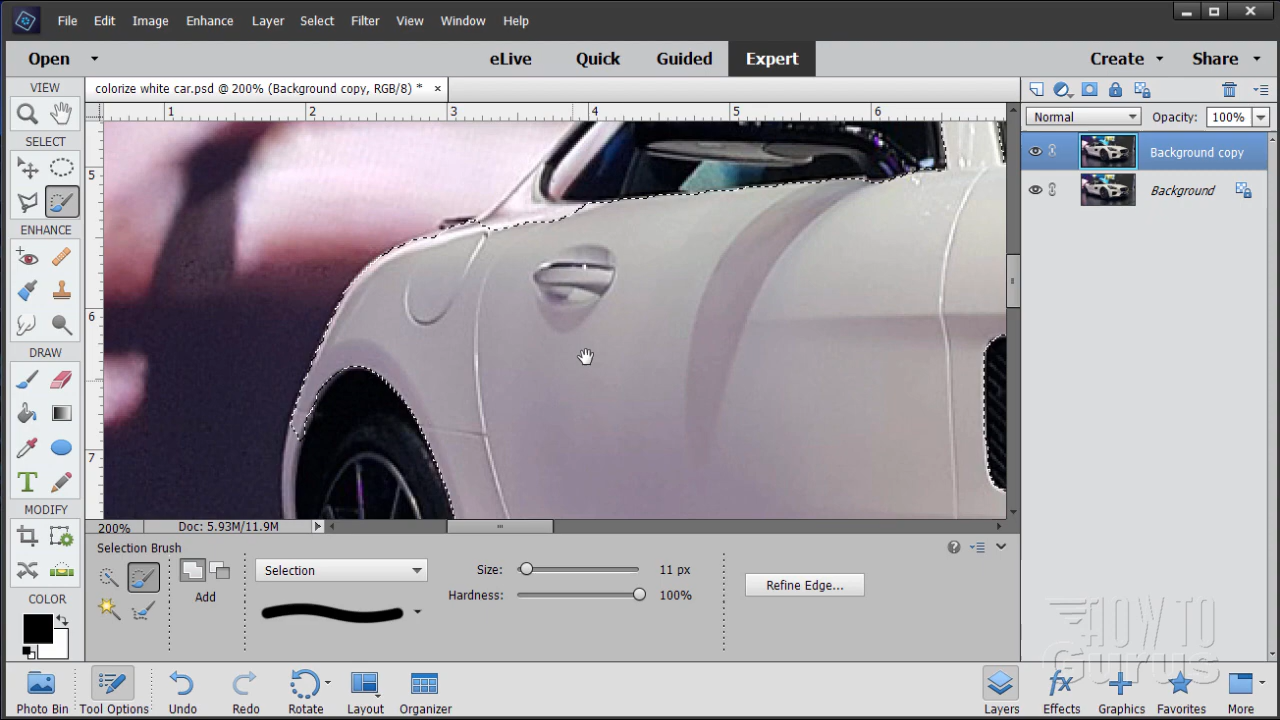 File Edit Image Enhance Layer Select Filter View Window Help
Open eLive Quick Guided Expert Create Share
VIEW
colorize white car.psd @ 200% (Background copy, RGB/8) * ×
1 2 3 4 5 6
Normal Opacity: 100%
SELECT
Background copy
5
Background
ENHANCE
6
DRAW
7
T
MODIFY
200% Doc: 5.93M/11.9M
Selection Brush
Selection Size: 11 px
Add Hardness: 100% Refine Edge...
COLOR
HOW TO
Gurus
fx
Photo Bin Tool Options Undo Redo Rotate Layout Organizer Layers Effects Graphics Favorites More